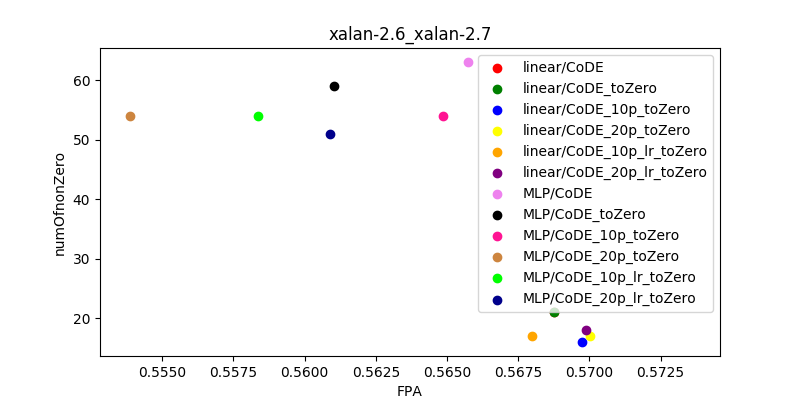 xalan-2.6_xalan-2.7
numOfnonZero
60
50
40
30
20
linear/CoDE
linear/CoDE_toZero
linear/CoDE_10p_toZero
linear/CoDE_20p_toZero
linear/CoDE_10p_lr_toZero
linear/CoDE_20p_lr_toZero
MLP/CoDE
MLP/CoDE_toZero
MLP/CoDE_10p_toZero
MLP/CoDE_20p_toZero
MLP/CoDE_10p_lr_toZero
MLP/CoDE_20p_lr_toZero
0.5550 0.5575 0.5600 0.5625 0.5650 0.5675 0.5700 0.5725
FPA